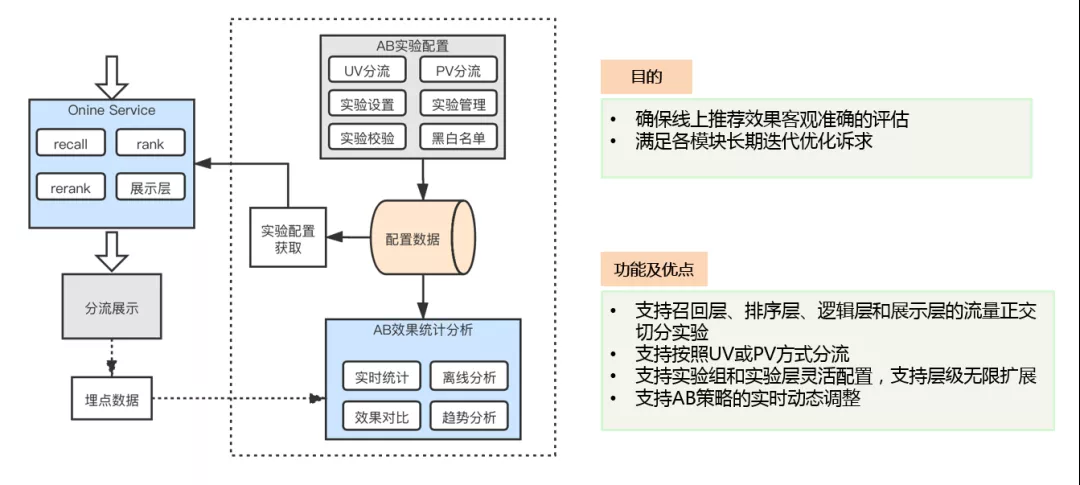 AB实验配置
UV分流
PV分流
实验设置
实验管理
实验校验
黑白名单
Onine Service
recall
rank
rerank
展示层
实验配置
获取
配置数据
分流展示
AB效果统计分析
实时统计
离线分析
效果对比
趋势分析
埋点数据
目的
• 确保线上推荐效果客观准确的评估
• 满足各模块长期迭代优化诉求
功能及优点
• 支持召回层、排序层、逻辑层和展示层的流量正交
切分实验
• 支持按照UV或PV方式分流
• 支持实验组和实验层灵活配置，支持层级无限扩展
• 支持AB策略的实时动态调整